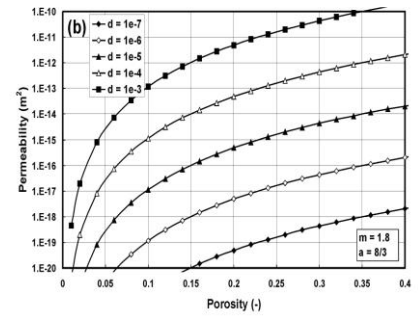 (b)
d = 1e-7
d = 1e-6
d = 1e-5
d = 1e-4
d = 1e-3
Permeability (m²)
1.E-10
1.E-11
1.E-12
1.E-13
1.E-14
1.E-15
1.E-16
1.E-17
1.E-18
1.E-19
1.E-20
m = 1.8
a = 8/3
0 0.05 0.1 0.15 0.2 0.25 0.3 0.35 0.4
Porosity (-)